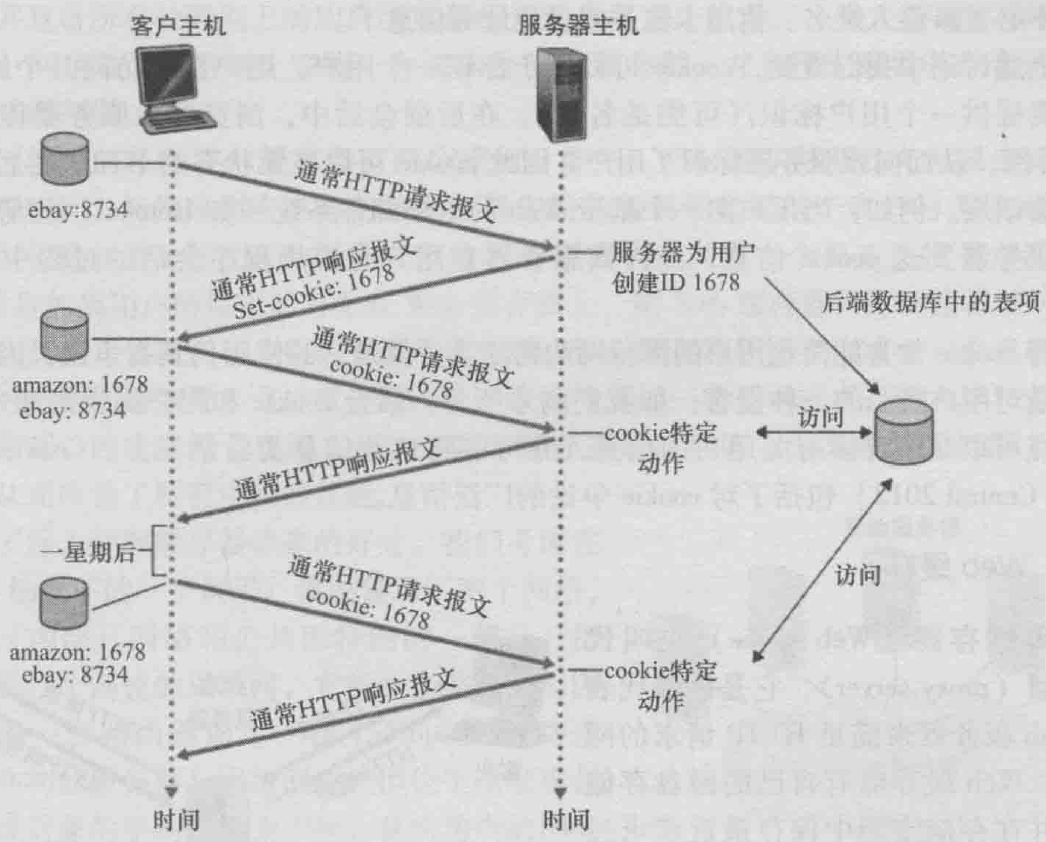 客户主机
服务器主机
ebay:8734
通常HTTP请求报文
服务器为用户
创建ID 1678
通常HTTP响应报文
Set-cookie: 1678
后端数据库中的表项
amazon: 1678
ebay: 8734
通常HTTP请求报文
cookie: 1678
cookie特定
动作
访问
通常HTTP响应报文
一星期后
访问
amazon: 1678
ebay: 8734
通常HTTP请求报文
cookie: 1678
cookie特定
动作
通常HTTP响应报文
时间
时间